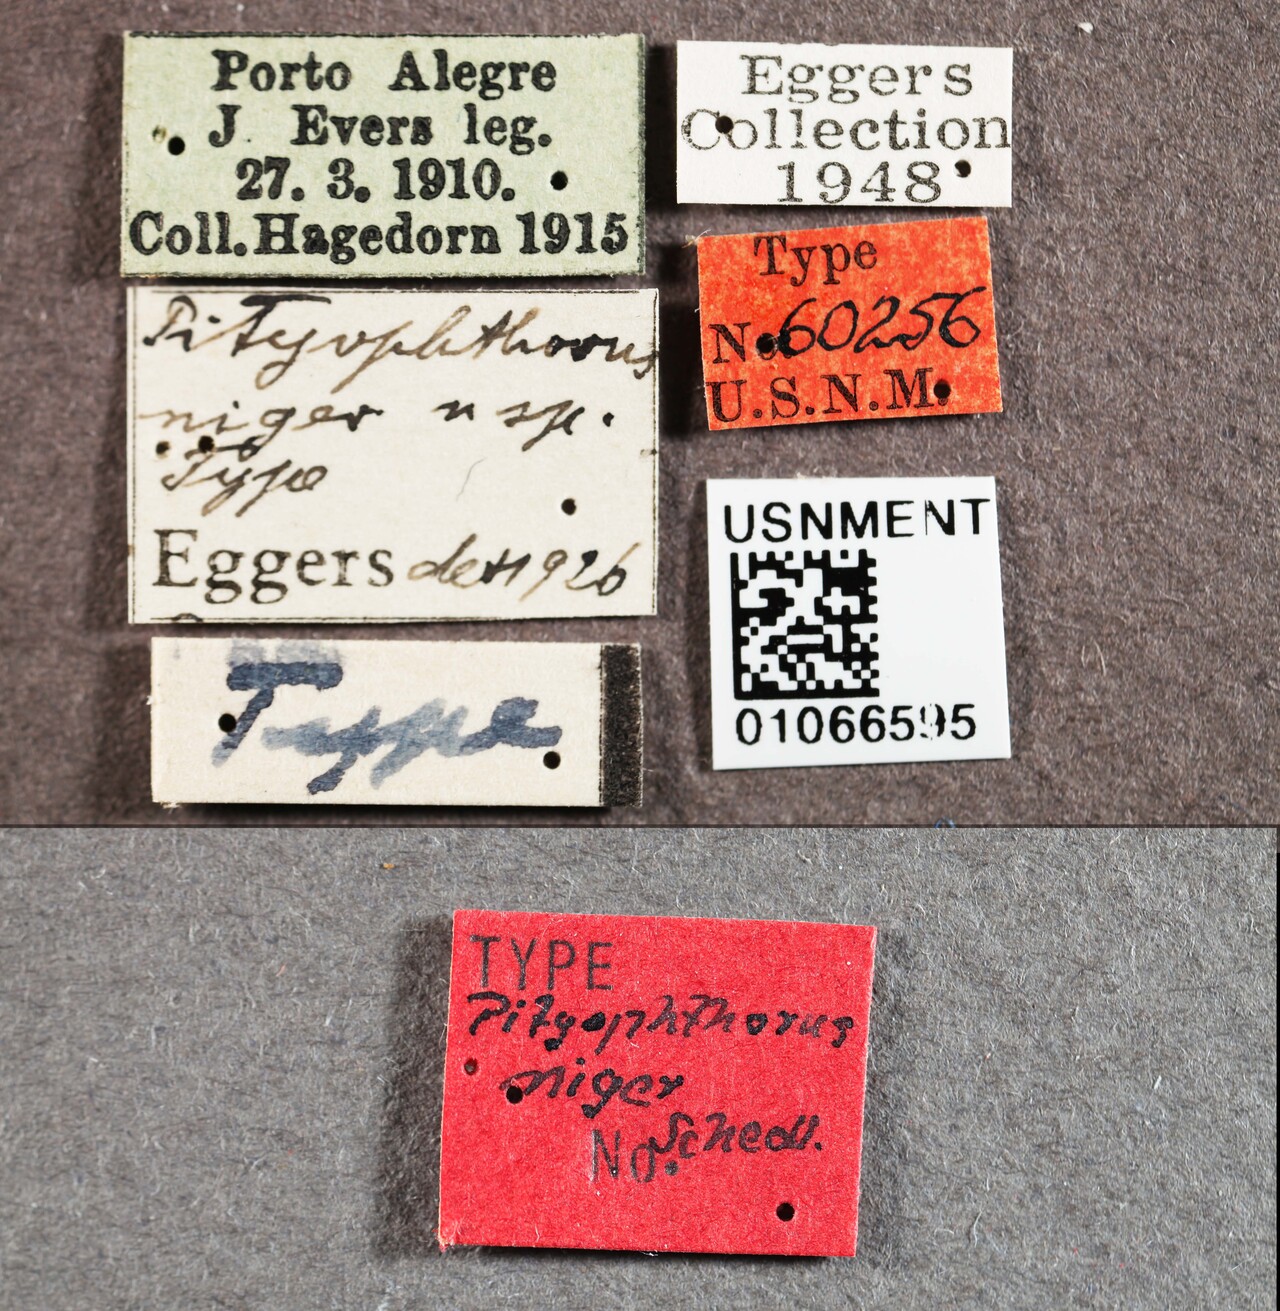 Porto Alegre
J. Evers leg.
27. 3. 1910.
Coll. Hagedorn 1915
Pityophthorus
niger n sp.
Type
Eggers det 1926
Type
Eggers
Collection
1948
Type
No. 60256
U.S.N.M.
USNMENT
01066595
TYPE
Pityophthorus
niger
Schedl.
No.